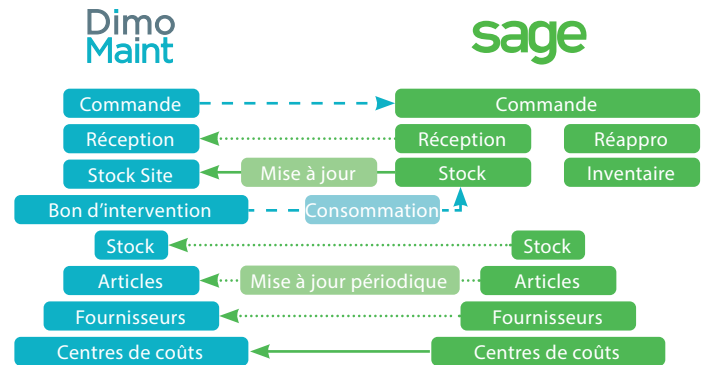 Dimo
Maint
sage
Commande
Commande
Réception
Réception
Réappro
Stock Site
Mise à jour
Stock
Inventaire
Bon d'intervention
Consommation
Stock
Stock
Articles
Mise à jour périodique
Articles
Fournisseurs
Fournisseurs
Centres de coûts
Centres de coûts